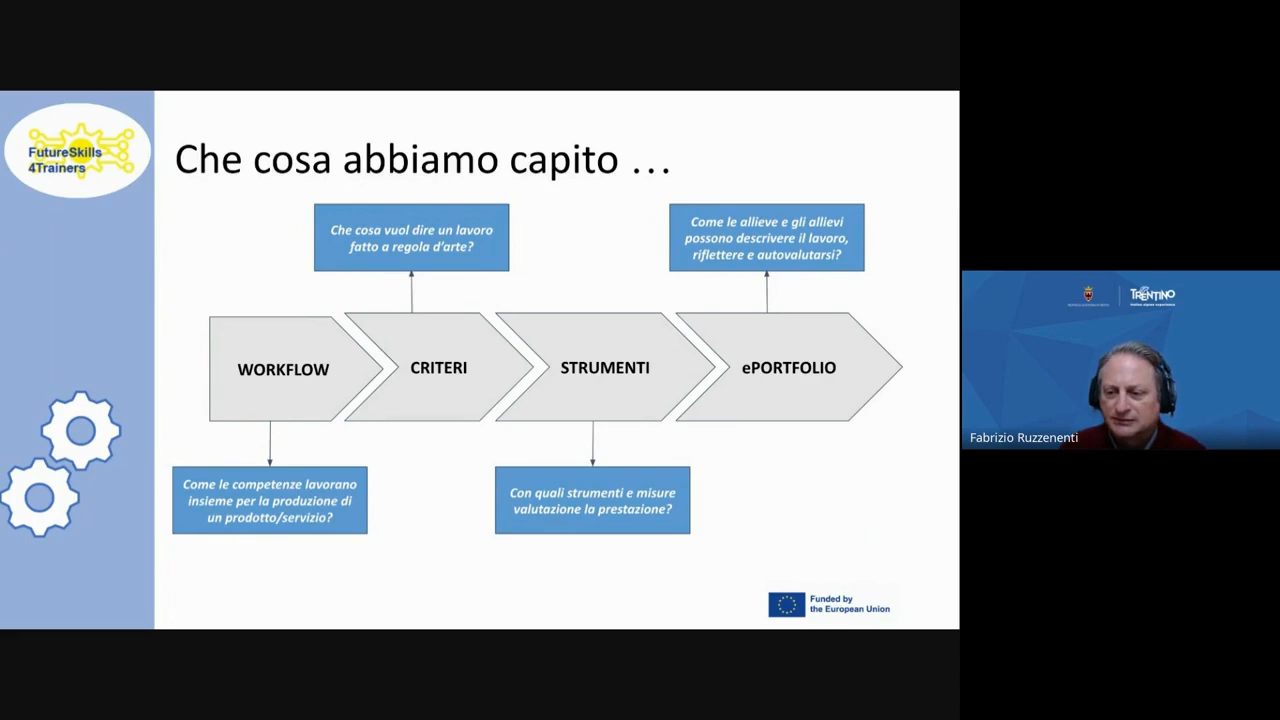 FutureSkills
4Trainers
Che cosa abbiamo capito …
Che cosa vuol dire un lavoro
fatto a regola d'arte?
Come le allieve e gli allievi
possono descrivere il lavoro,
riflettere e autovalutarsi?
WORKFLOW
CRITERI
STRUMENTI
ePORTFOLIO
Come le competenze lavorano
insieme per la produzione di
un prodotto/servizio?
Con quali strumenti e misure
valutazione la prestazione?
Funded by
the European Union
TRENTINO
Fabrizio Ruzzenenti